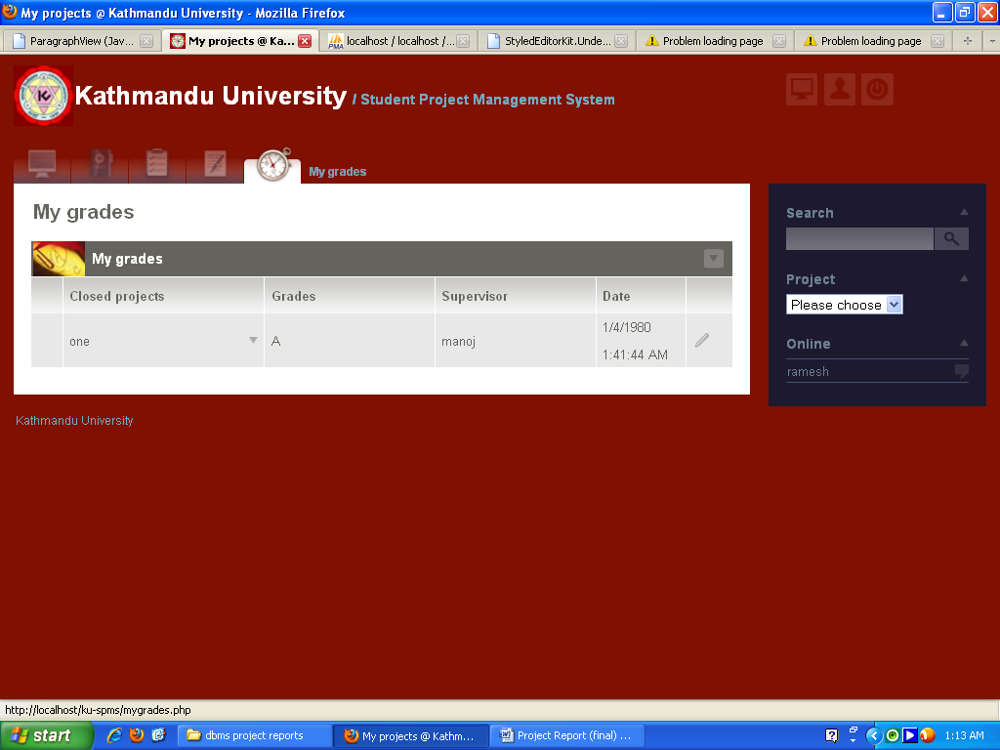 My projects @ Kathmandu University - Mozilla Firefox
ParagraphView (Jav...
My projects @ Ka...
localhost / localhost /...
StyledEditorKit.Unde...
Problem loading page
Problem loading page
Kathmandu University / Student Project Management System
My grades
My grades
My grades
Closed projects Grades Supervisor Date
one A manoj 1/4/1980
1:41:44 AM
Search
Project
Please choose
Online
ramesh
Kathmandu University
http://localhost/ku-spms/mygrades.php
start
dbms project reports
My projects @ Kathm...
Project Report (final) ...
1:13 AM